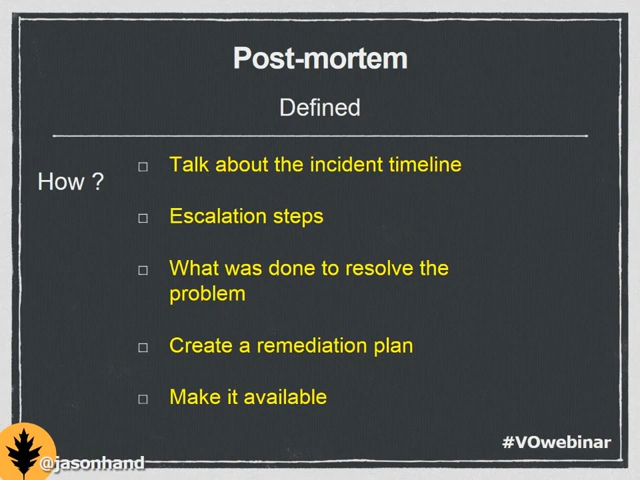 Post-mortem
Defined
How ?
Talk about the incident timeline
Escalation steps
What was done to resolve the
problem
Create a remediation plan
Make it available
#VOwebinar
@jasonhand